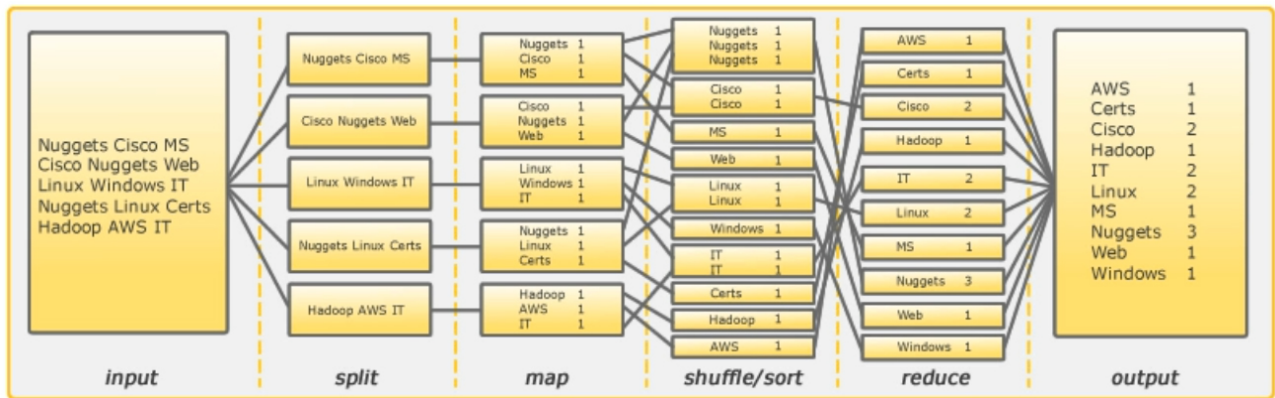 Nuggets Cisco MS
Cisco Nuggets Web
Linux Windows IT
Nuggets Linux Certs
Hadoop AWS IT
input
Nuggets Cisco MS
Cisco Nuggets Web
Linux Windows IT
Nuggets Linux Certs
Hadoop AWS IT
split
Nuggets 1
Cisco 1
MS 1
Cisco 1
Nuggets 1
Web 1
Linux 1
Windows 1
IT 1
Nuggets 1
Linux 1
Certs 1
Hadoop 1
AWS 1
IT 1
map
Nuggets 1
Nuggets 1
Nuggets 1
Cisco 1
Cisco 1
MS 1
Web 1
Linux 1
Linux 1
Windows 1
IT 1
IT 1
Certs 1
Hadoop 1
AWS 1
shuffle/sort
AWS 1
Certs 1
Cisco 2
Hadoop 1
IT 2
Linux 2
MS 1
Nuggets 3
Web 1
Windows 1
reduce
AWS 1
Certs 1
Cisco 2
Hadoop 1
IT 2
Linux 2
MS 1
Nuggets 3
Web 1
Windows 1
output